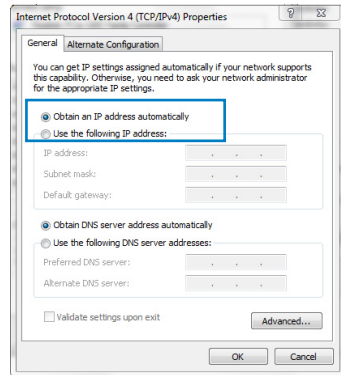 Internet Protocol Version 4 (TCP/IPv4) Properties
General Alternate Configuration
You can get IP settings assigned automatically if your network supports
this capability. Otherwise, you need to ask your network administrator
for the appropriate IP settings.
Obtain an IP address automatically
Use the following IP address:
IP address:
Subnet mask:
Default gateway:
Obtain DNS server address automatically
Use the following DNS server addresses:
Preferred DNS server:
Alternate DNS server:
Validate settings upon exit
Advanced...
OK Cancel